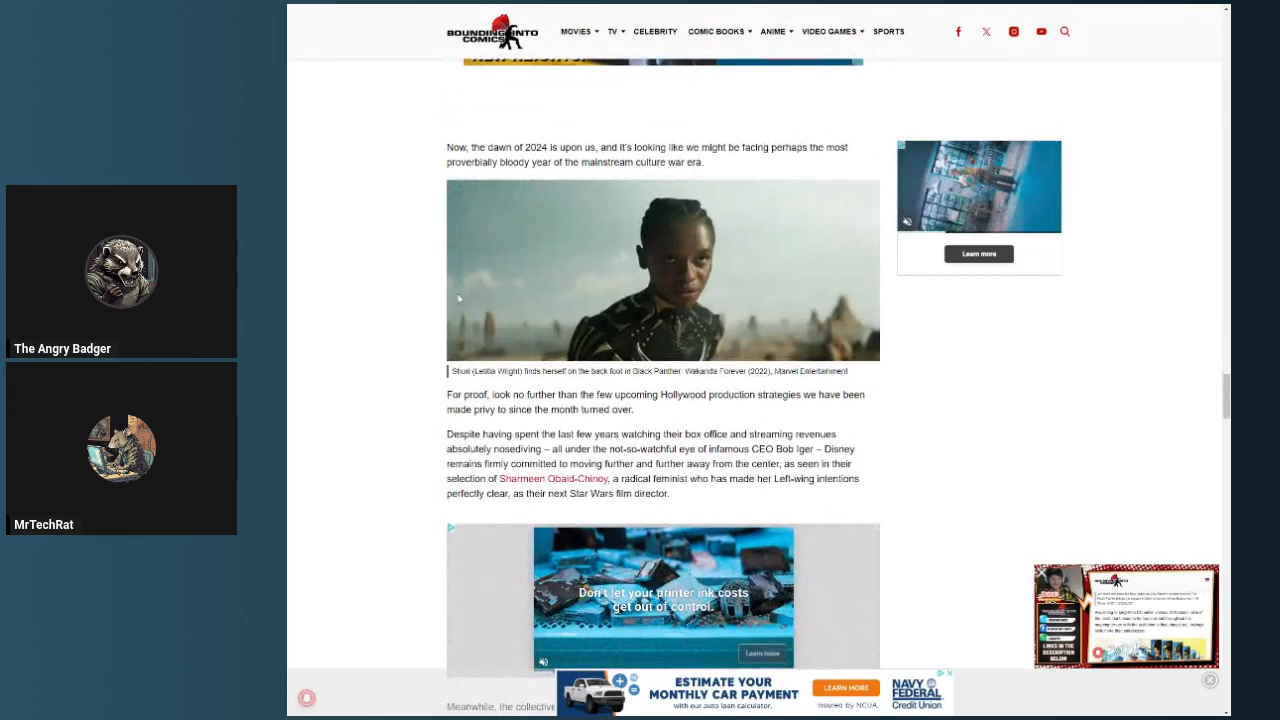 BOUNDING INTO
COMICS
MOVIES TV CELEBRITY COMIC BOOKS ANIME VIDEO GAMES SPORTS
Now, the dawn of 2024 is upon us, and it's looking like we might be facing perhaps the most
proverbially bloody year of the mainstream culture war era.
Learn more
Shuri (Letitia Wright) finds herself on the back foot in Black Panther: Wakanda Forever (2022), Marvel Entertainment
For proof, look no further than the few upcoming Hollywood production strategies we have been
made privy to since the month turned over.
Despite having spent the last few years watching their box office and streaming revenues
absolutely nosediving – all under the not-so-watchful eye of infamous CEO Bob Iger – Disney
remains firmly committed to moving further and further away from the center, as seen in their
selection of Sharmeen Obaid-Chinoy, a radical feminist who has made her Left-wing intentions
perfectly clear, as their next Star Wars film director.
Don't let your printer ink costs
get out of control.
Learn more
Meanwhile, the collective
ESTIMATE YOUR
MONTHLY CAR PAYMENT
with our auto loan calculator.
LEARN MORE
Insured by NCUA.
NAVY
FEDERAL
Credit Union
The Angry Badger
MrTechRat
LINKS IN THE
DESCRIPTION
BELOW